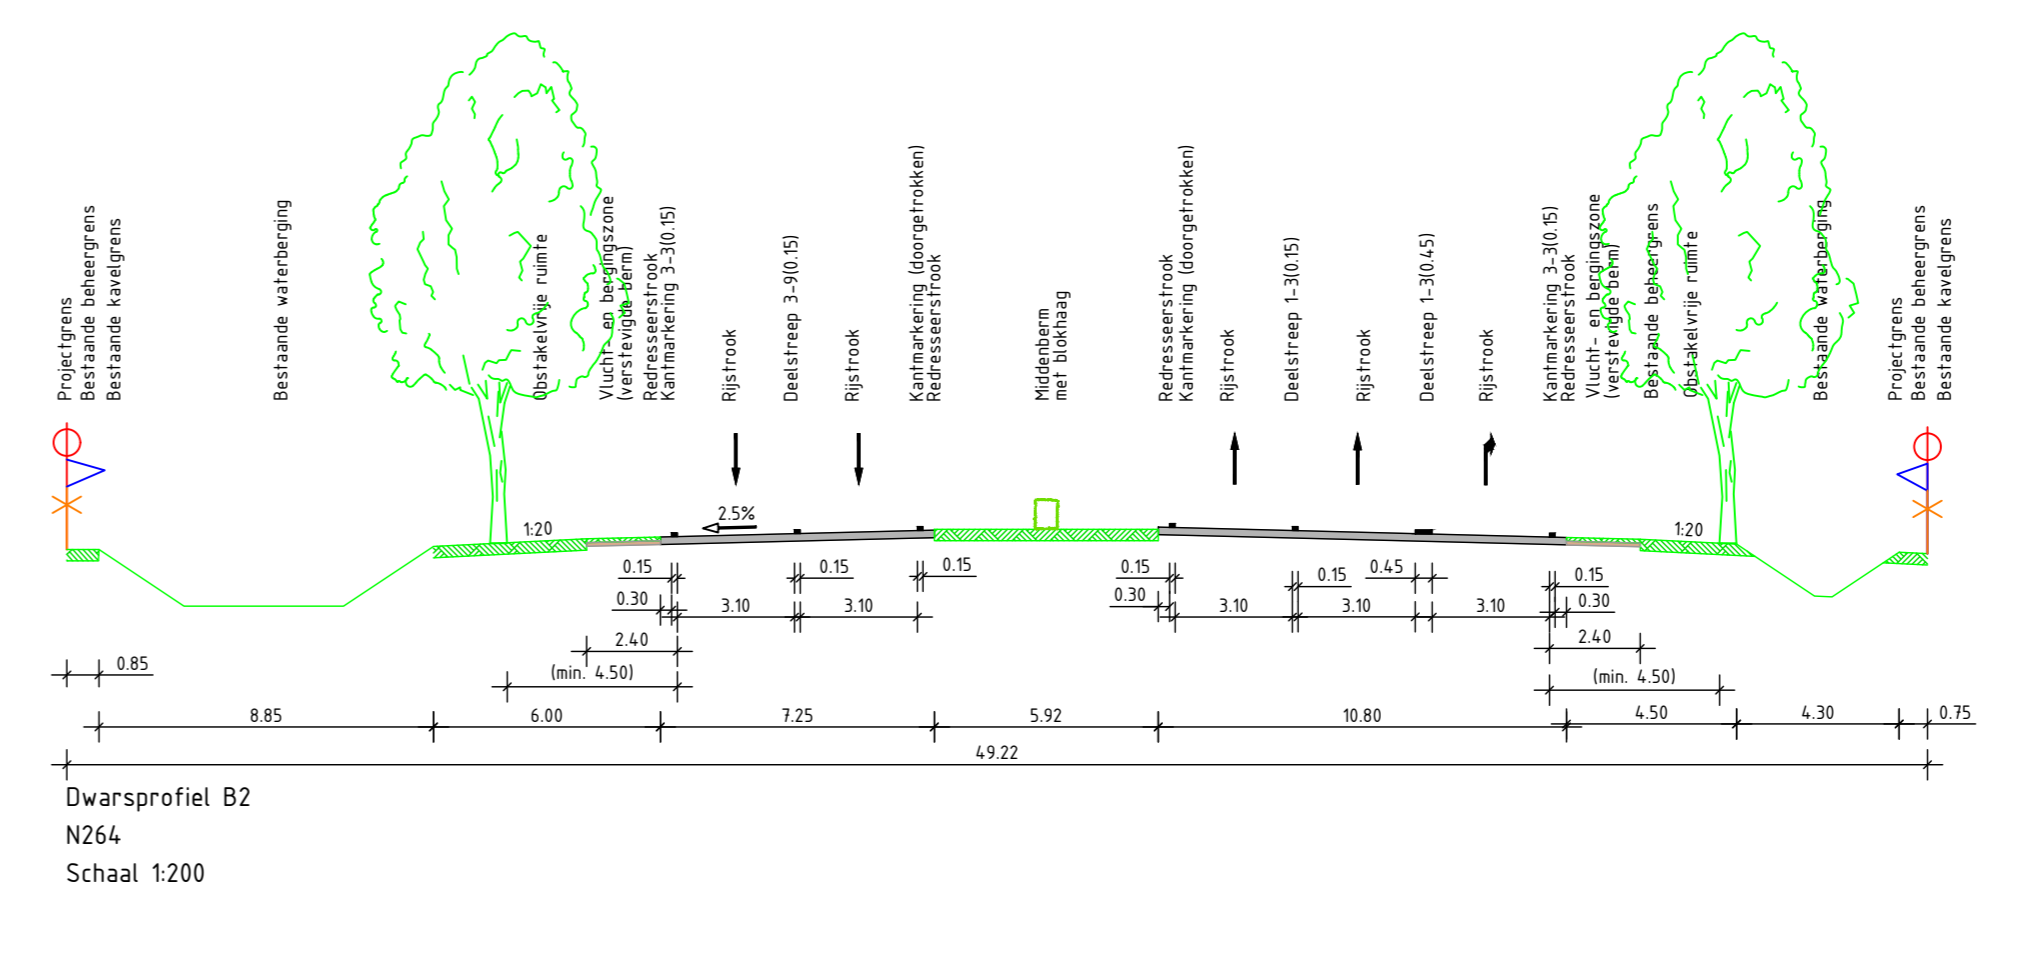 Projectgrens
Bestaande beheergrens
Bestaande kavelgrens
Bestaande waterberging
Obstakelvrije ruimte
Vlucht- en bergingszone
(verstevigde berm)
Redresseerstrook
Kantmarkering 3-3(0.15)
Rijstrook
Deelstreep 3-9(0.15)
Rijstrook
Kantmarkering (doorgetrokken)
Redresseerstrook
Middenberm
met blokhaag
Redresseerstrook
Kantmarkering (doorgetrokken)
Rijstrook
Deelstreep 1-3(0.15)
Rijstrook
Deelstreep 1-3(0.45)
Rijstrook
Kantmarkering 3-3(0.15)
Redresseerstrook
Vlucht- en bergingszone
(verstevigde berm)
Bestaande beheergrens
Obstakelvrije ruimte
Bestaande waterberging
Projectgrens
Bestaande beheergrens
Bestaande kavelgrens
1:20
2.5%
1:20
0.15
0.15
0.15
0.15
0.15
0.45
0.15
0.30
3.10
3.10
0.30
3.10
3.10
3.10
0.30
2.40
2.40
0.85
(min. 4.50)
(min. 4.50)
8.85
6.00
7.25
5.92
10.80
4.50
4.30
0.75
49.22
Dwarsprofiel B2
N264
Schaal 1:200